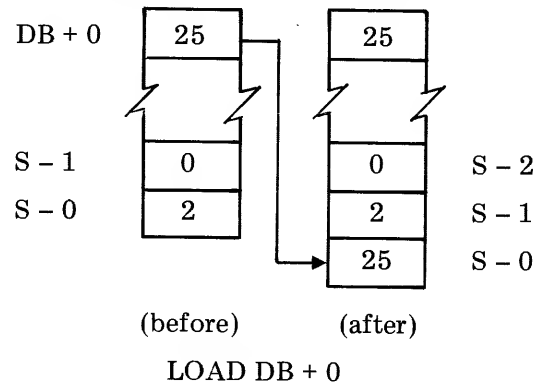 DB + 0 25 25
S – 1 0 0 S – 2
S – 0 2 2 S – 1
25 S – 0
(before) (after)
LOAD DB + 0